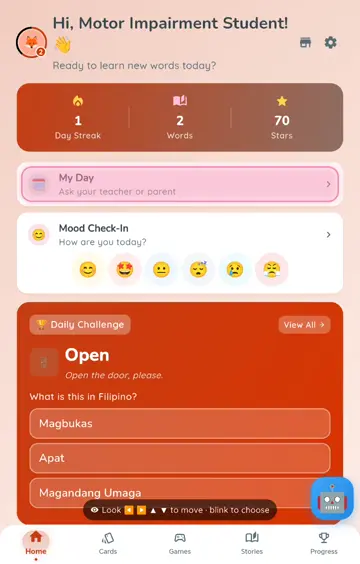 Hi, Motor Impairment Student!
👋
Ready to learn new words today?
2
1
2
70
Day Streak
Words
Stars
My Day
Ask your teacher or parent
Mood Check-In
How are you today?
🏆 Daily Challenge
View All →
Open
Open the door, please.
What is this in Filipino?
Magbukas
Apat
Magandang Umaga
Look ◀ ▶ ▲ ▼ to move · blink to choose
Home
Cards
Games
Stories
Progress